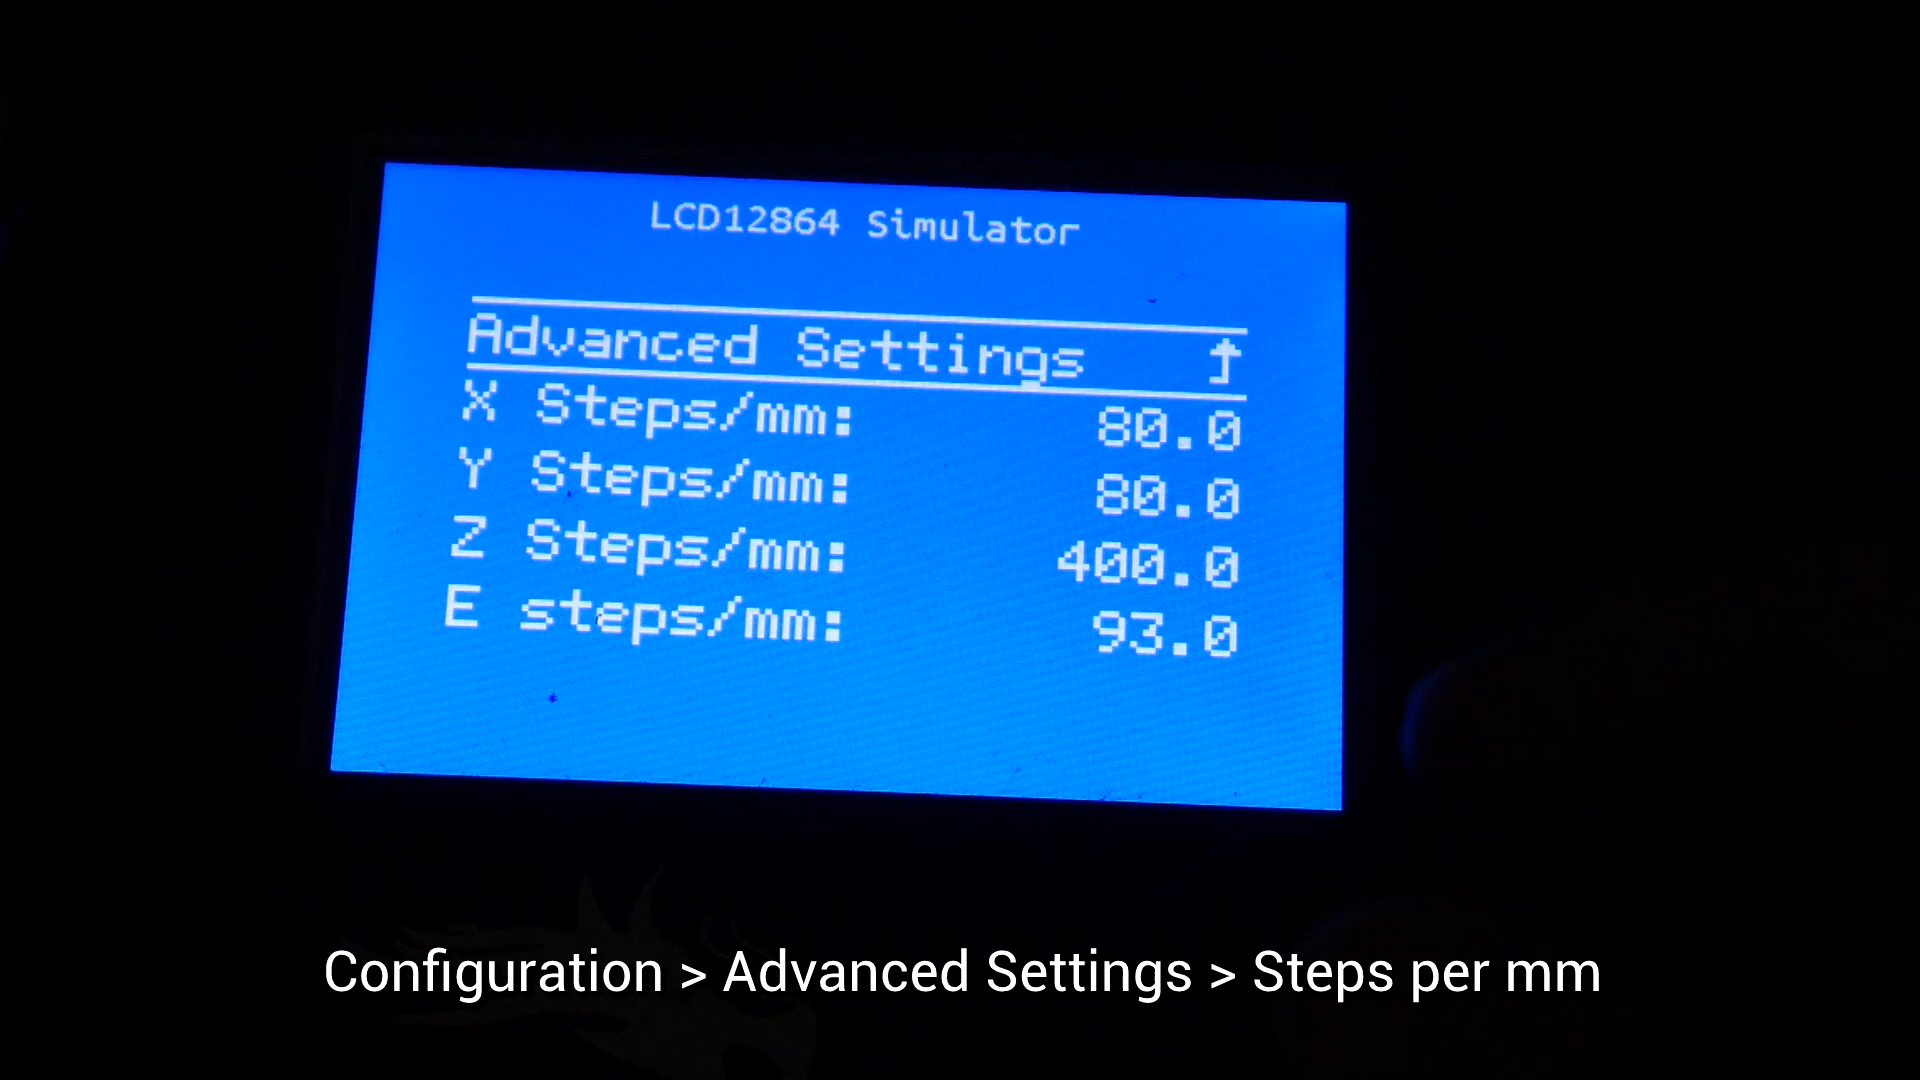 LCD12864 Simulator
Advanced Settings
X Steps/mm: 80.0
Y Steps/mm: 80.0
Z Steps/mm: 400.0
E steps/mm: 93.0
Configuration > Advanced Settings > Steps per mm